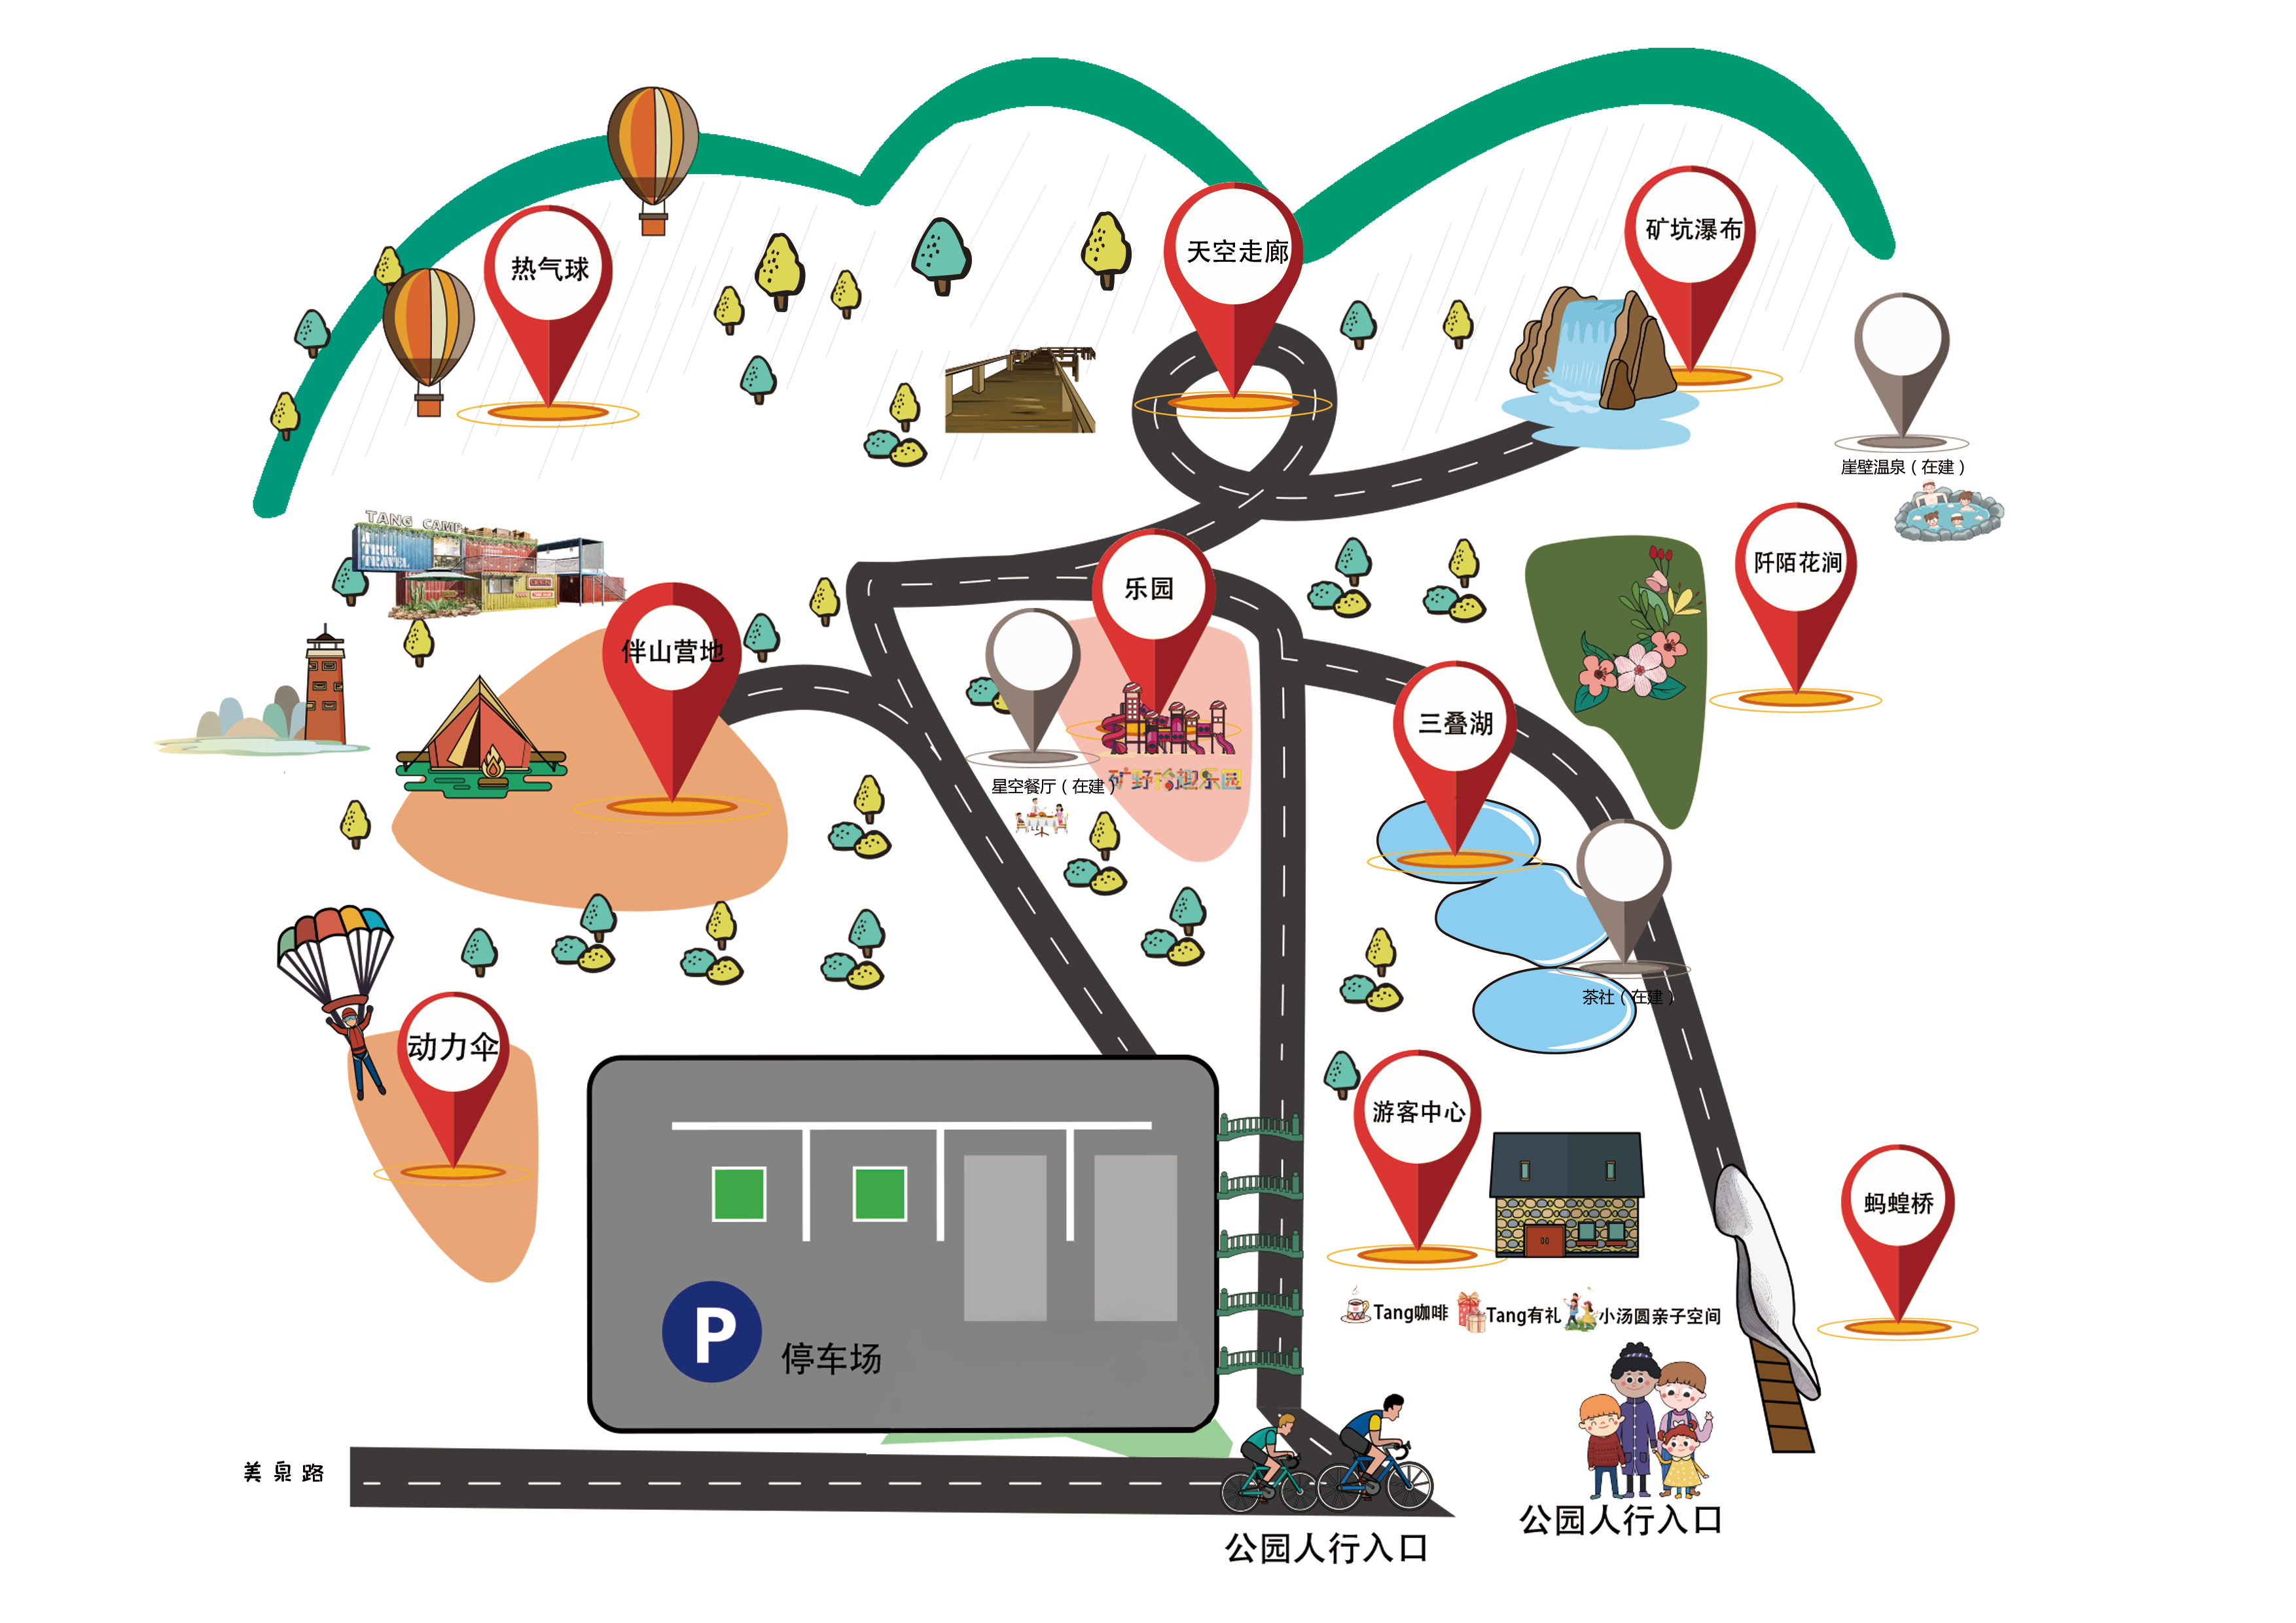 热气球
天空走廊
矿坑瀑布
崖壁温泉（在建）
TANG CAMP
TRUE
TRAVEL
阡陌花涧
乐园
伴山营地
三叠湖
星空餐厅（在建）
矿野拾趣乐园
茶社（在建）
动力伞
游客中心
蚂蝗桥
Tang咖啡
Tang有礼
小汤圆亲子空间
P
停车场
美泉路
公园人行入口
公园人行入口